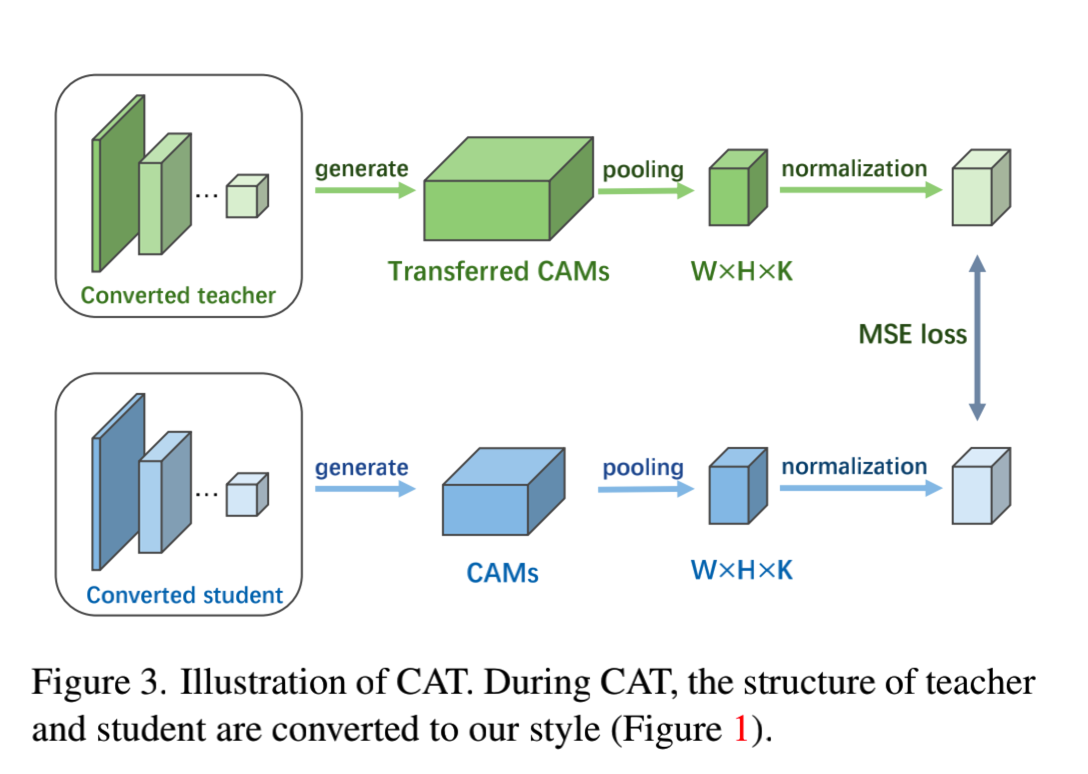 generate
pooling
normalization
Converted teacher
Transferred CAMs
W×H×K
MSE loss
generate
pooling
normalization
Converted student
CAMs
W×H×K
...
...
Figure 3. Illustration of CAT. During CAT, the structure of teacher
and student are converted to our style (Figure 1).